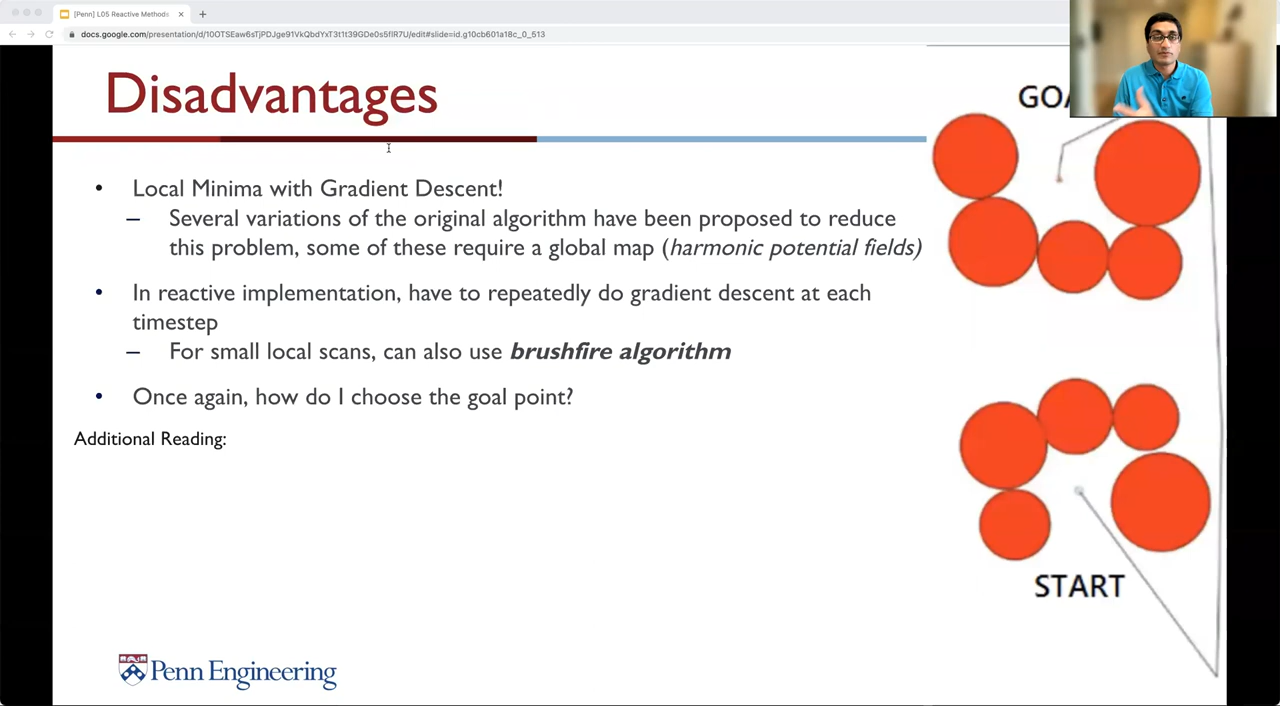 [Penn] L05 Reactive Methods
docs.google.com/presentation/d/10OTSEaw6sTjPDJge91VkQbdYxT3t1t39GDe0s5fIR7U/edit#slide=id.g10cb601a18c_0_513
Disadvantages
GOA
• Local Minima with Gradient Descent!
– Several variations of the original algorithm have been proposed to reduce
this problem, some of these require a global map (harmonic potential fields)
• In reactive implementation, have to repeatedly do gradient descent at each
timestep
– For small local scans, can also use brushfire algorithm
• Once again, how do I choose the goal point?
Additional Reading:
START
Penn Engineering